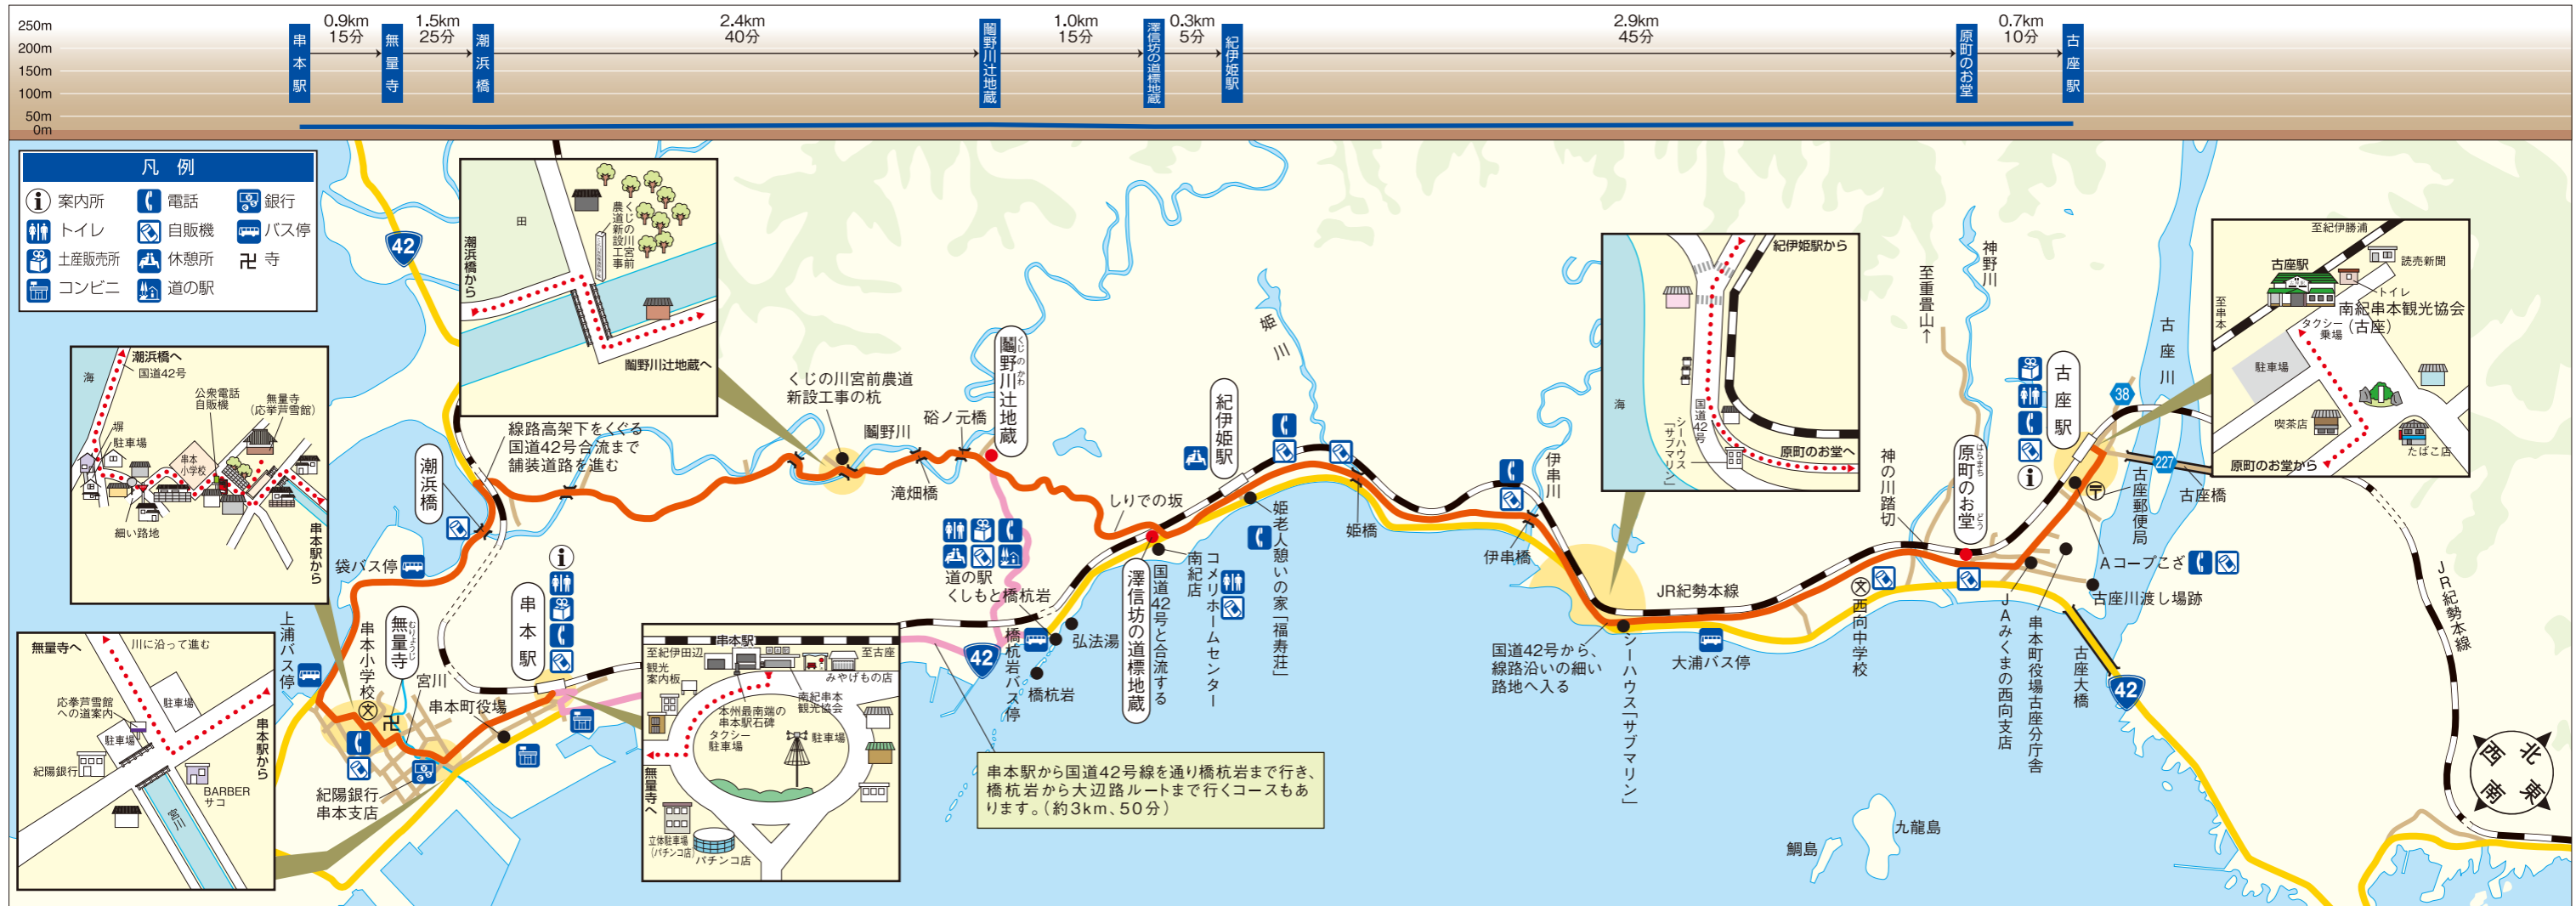 250m
200m
150m
100m
50m
0m
串本駅
0.9km
15分
無量寺
1.5km
25分
潮浜橋
2.4km
40分
鬮野川辻地蔵
1.0km
15分
澤信坊の道標地蔵
0.3km
5分
紀伊姫駅
2.9km
45分
原町のお堂
0.7km
10分
古座駅
凡 例
案内所
電話
銀行
トイレ
自販機
バス停
土産販売所
休憩所
寺
コンビニ
道の駅
42
田
潮浜橋から
くじの川宮前
農道新設工事
鬮野川辻地蔵へ
潮浜橋へ
海
国道42号
公衆電話
自販機
無量寺
(応挙芦雪館)
塀
駐車場
串本
小学校
細い路地
串本駅から
無量寺へ
川に沿って進む
応挙芦雪館
への道案内
駐車場
駐車場
紀陽銀行
串本駅から
BARBER
サコ
宮川
線路高架下をくぐる
国道42号合流まで
舗装道路を進む
潮浜橋
袋バス停
上浦バス停
串本小学校
文
無量寺
むりょうじ
宮川
串本町役場
串本駅
紀陽銀行
串本支店
くじの川宮前農道
新設工事の杭
鬮野川
滝畑橋
硲ノ元橋
鬮野川辻地蔵
くじのかわ
串本駅
至紀伊田辺
至古座
観光
案内板
みやげもの店
本州最南端の
串本駅石碑
南紀串本
観光協会
タクシー
駐車場
駐車場
無量寺へ
立体駐車場
(パチンコ店)
パチンコ店
道の駅
くしもと橋杭岩
42
橋杭岩バス停
弘法湯
橋杭岩
しりでの坂
澤信坊の道標地蔵
国道42号と合流する
コメリホームセンター
南紀店
紀伊姫駅
姫老人憩いの家「福寿荘」
姫川
姫橋
串本駅から国道42号線を通り橋杭岩まで行き、
橋杭岩から大辺路ルートまで行くコースもあ
ります。(約3km、50分)
伊串川
伊串橋
紀伊姫駅から
海
国道42号
シーハウス
「サブマリン」
原町のお堂へ
国道42号から、
線路沿いの細い
路地へ入る
シーハウス「サブマリン」
JR紀勢本線
大浦バス停
文
西向中学校
神の川踏切
至重畳山→
神野川
原町のお堂
はらまち どう
古座駅
38
227
古座川
古座橋
古座郵便局
Aコープこざ
古座川渡し場跡
JAみくまの西向支店
串本町役場古座分庁舎
古座大橋
42
至紀伊勝浦
古座駅
読売新聞
トイレ
至串本
南紀串本観光協会
(古座)
タクシー
乗場
駐車場
喫茶店
たばこ店
原町のお堂から
JR紀勢本線
九龍島
鯛島
西
北
南
東